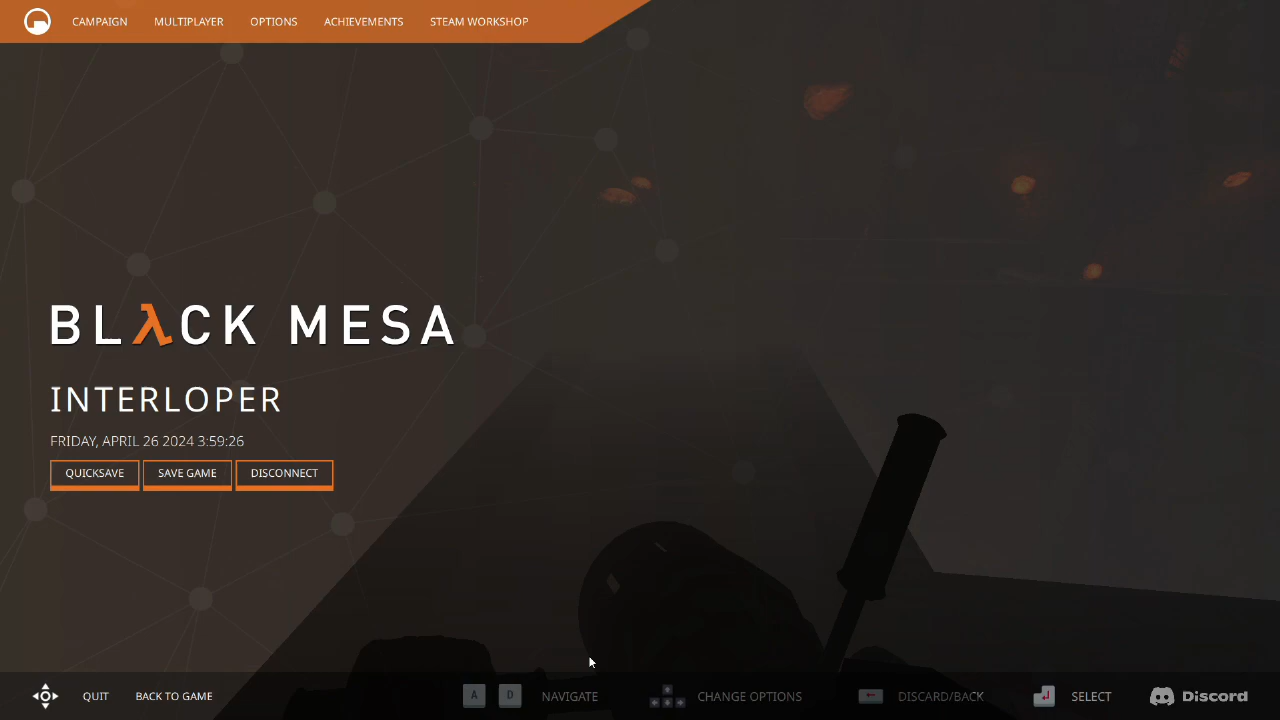 CAMPAIGN MULTIPLAYER OPTIONS ACHIEVEMENTS STEAM WORKSHOP
BLλCK MESA
INTERLOPER
FRIDAY, APRIL 26 2024 3:59:26
QUICKSAVE SAVE GAME DISCONNECT
QUIT BACK TO GAME A D NAVIGATE CHANGE OPTIONS DISCARD/BACK SELECT Discord